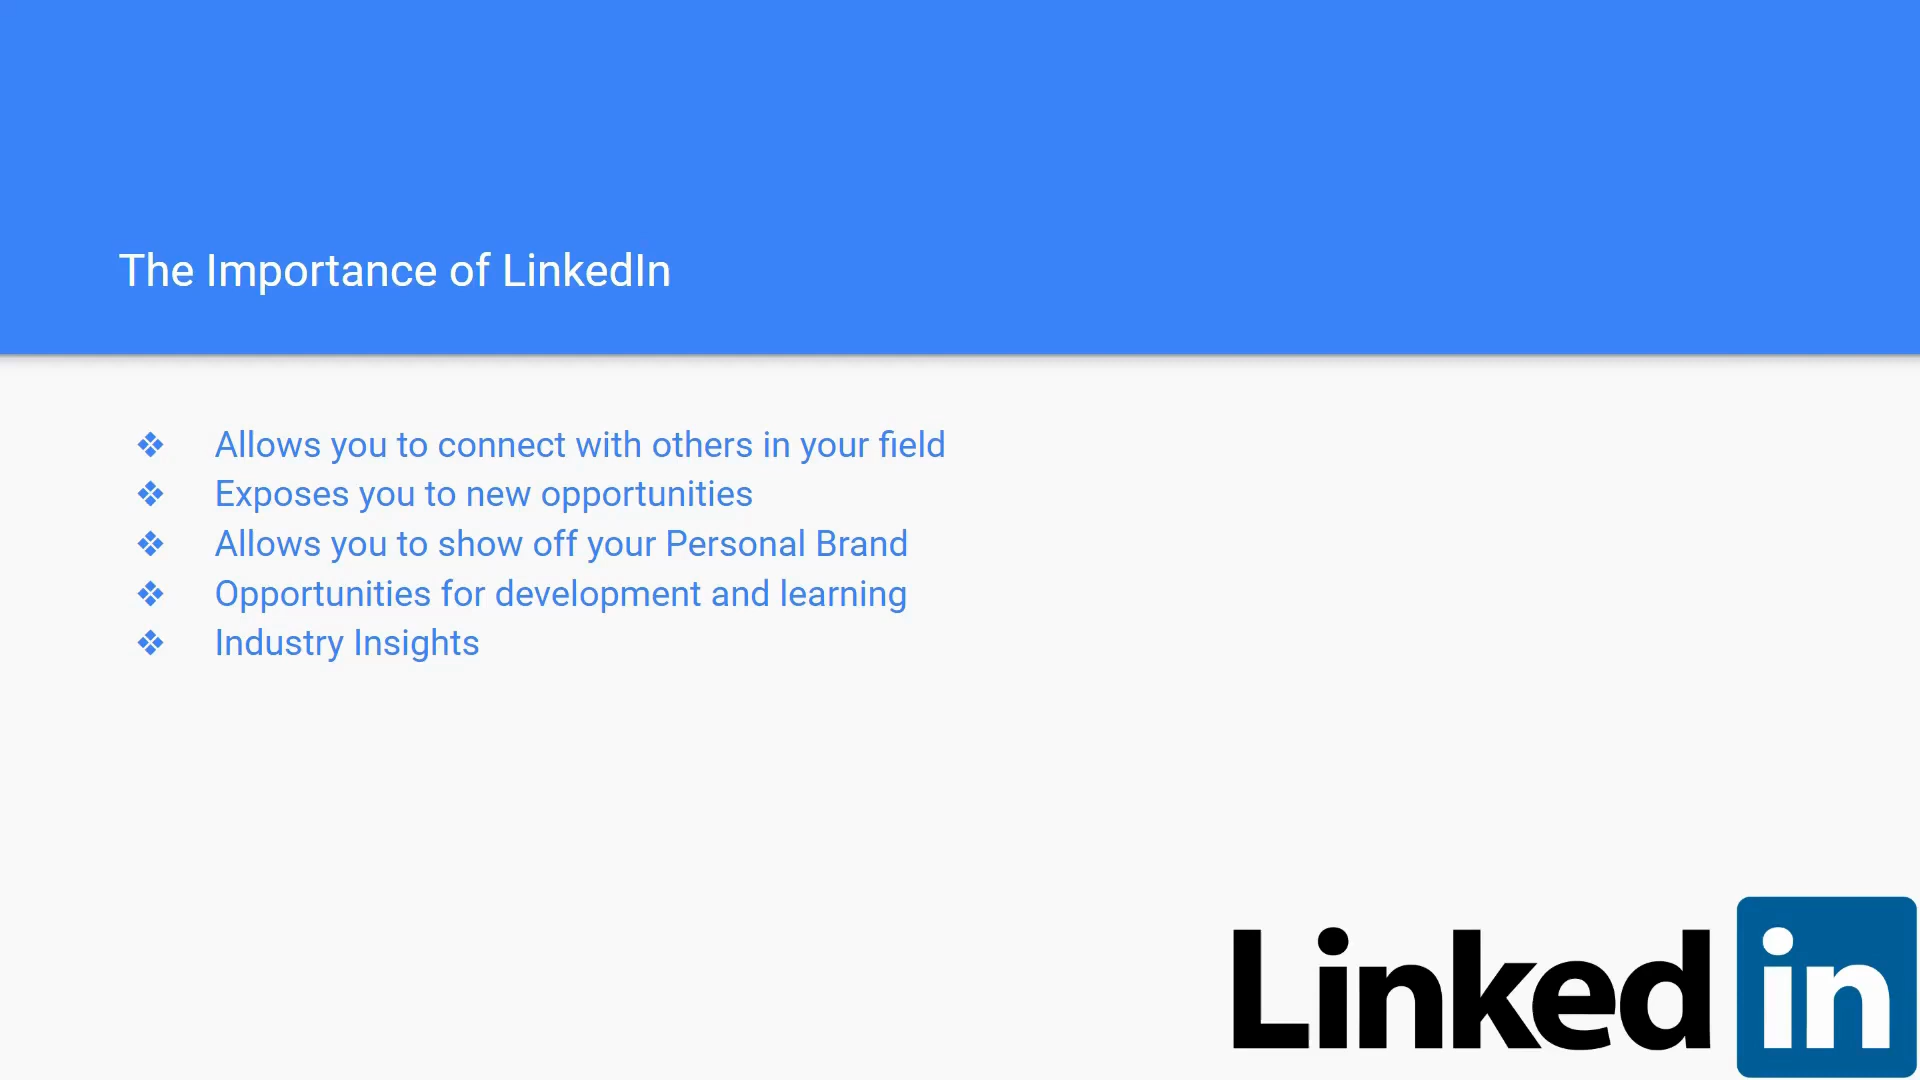 The Importance of LinkedIn
❖ Allows you to connect with others in your field
❖ Exposes you to new opportunities
❖ Allows you to show off your Personal Brand
❖ Opportunities for development and learning
❖ Industry Insights
Linked in